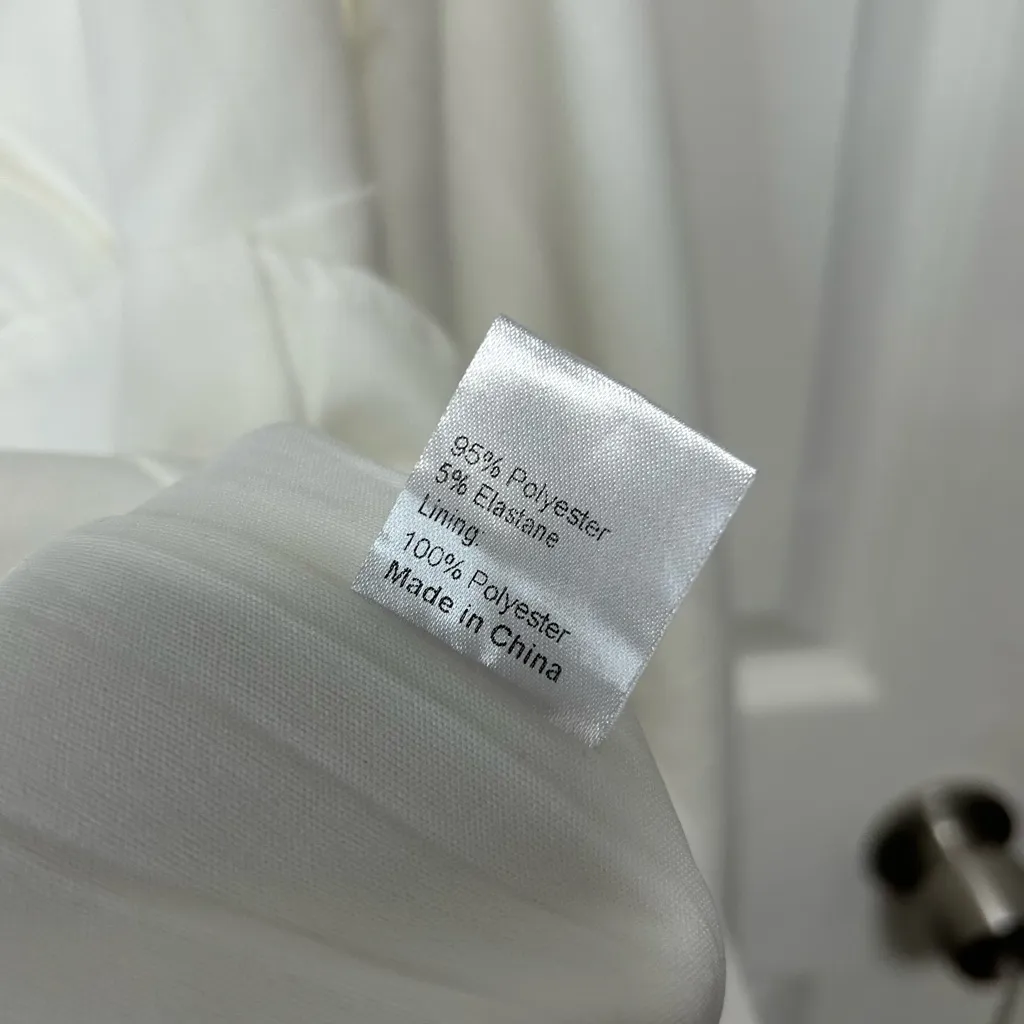 95% Polyester
5% Elastane
Lining:
100% Polyester
Made in China